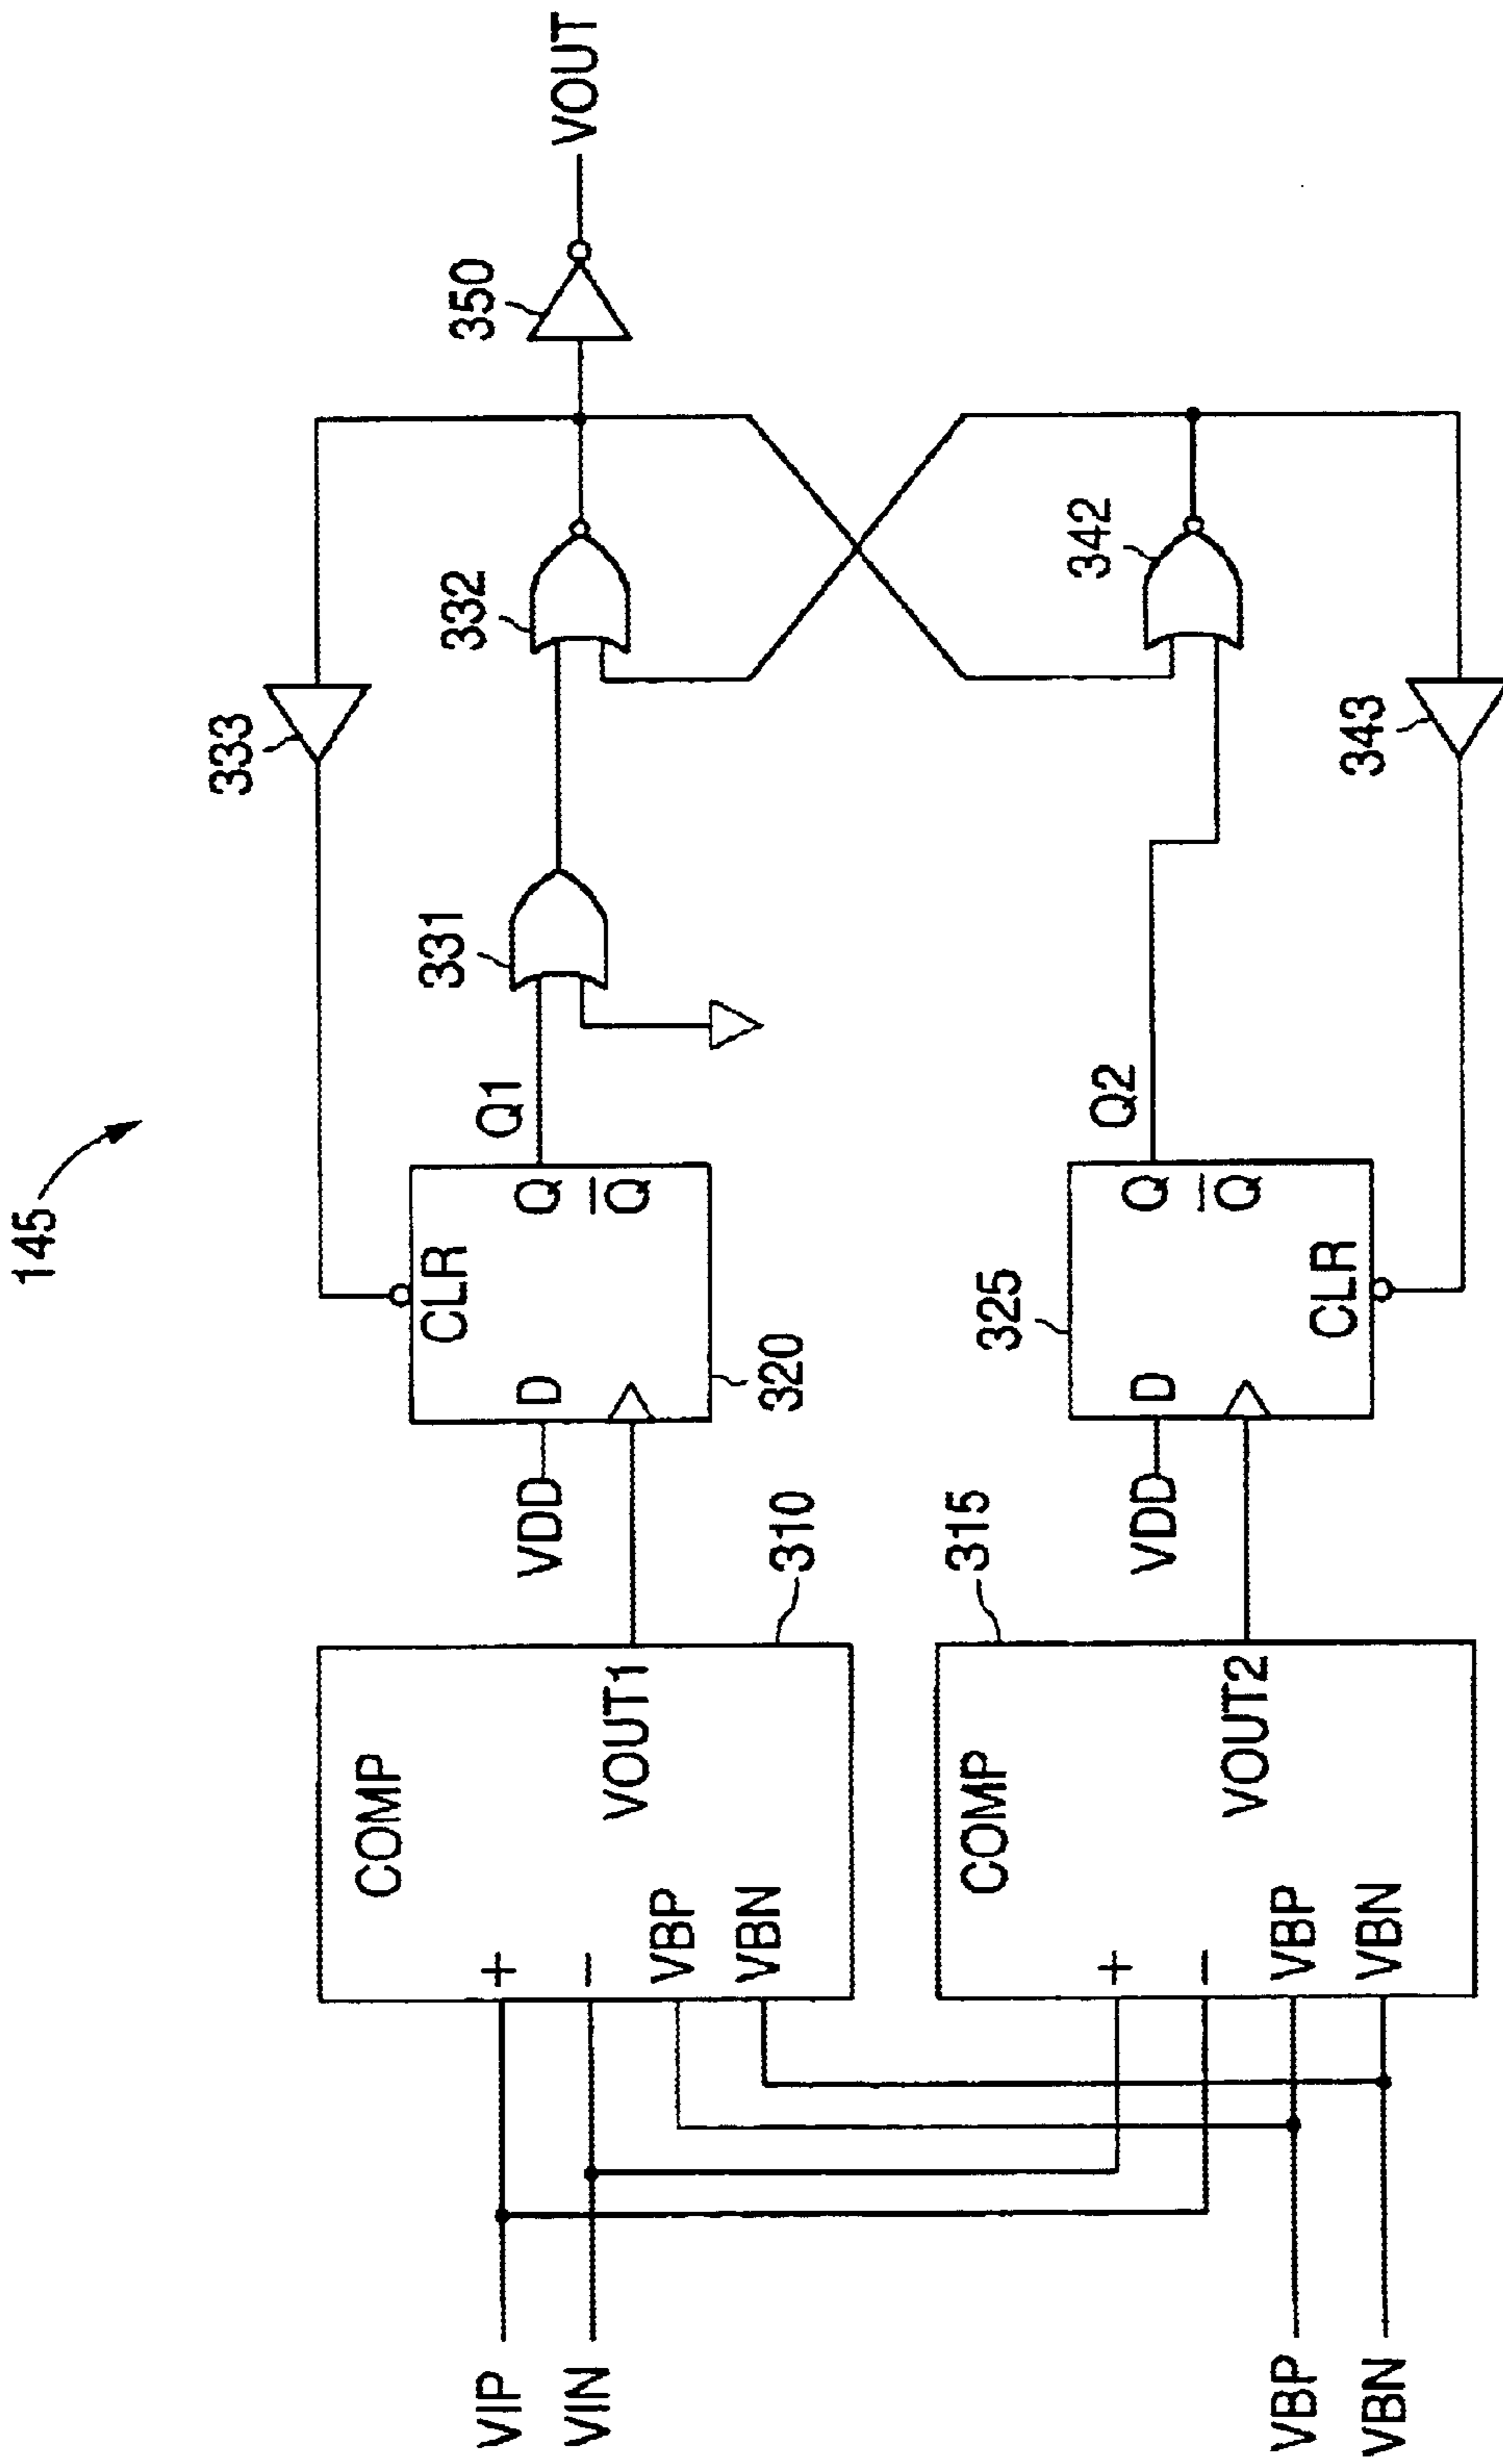 145
VIP
VIN
VBP
VBN
COMP
+
−
VBP
VBN
VOUT1
310
COMP
+
−
VBP
VBN
VOUT2
315
VDD
D
CLR
Q
Q̅
320
Q1
VDD
D
CLR
Q
Q̅
325
Q2
331
332
333
342
343
350
VOUT